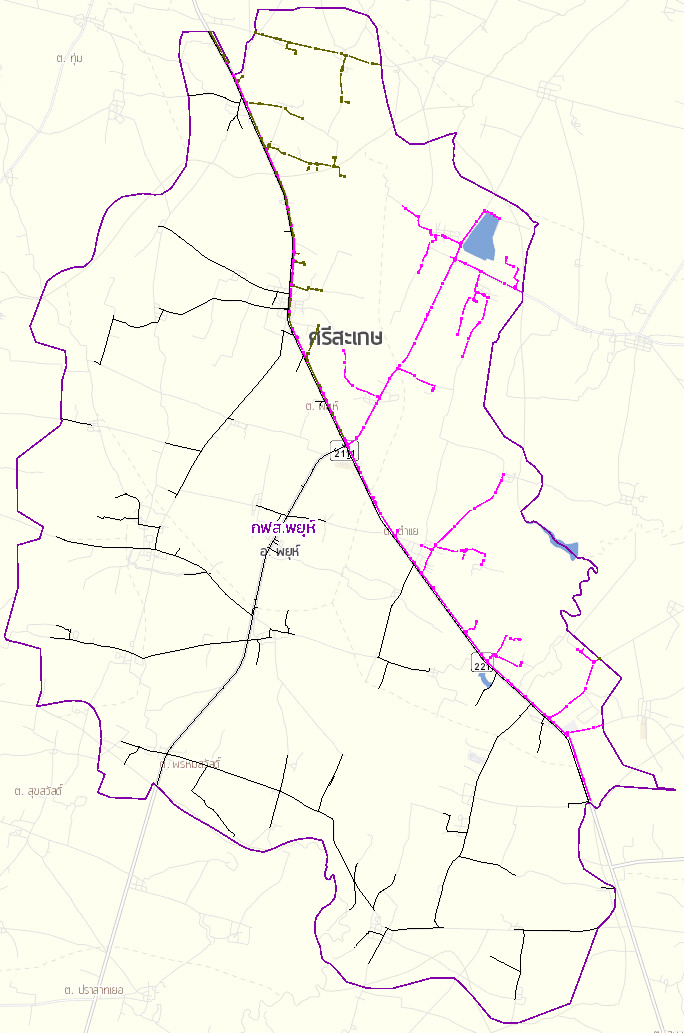 ต. ทุ่ม
ศรีสะเกษ
ต. พยุห์
2111
กฟส.พยุห์
ต. ตำแย
อ. พยุห์
221
ต. พรหมสวัสดิ์
ต. สุขสวัสดิ์
ต. ปราสาทเยอ